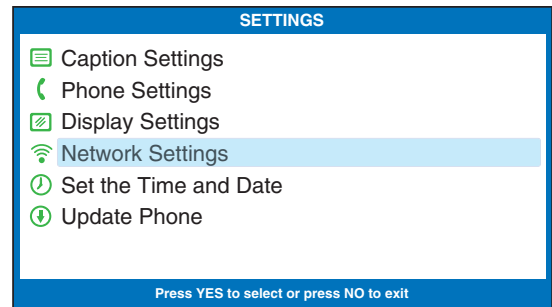 SETTINGS
Caption Settings
Phone Settings
Display Settings
Network Settings
Set the Time and Date
Update Phone
Press YES to select or press NO to exit